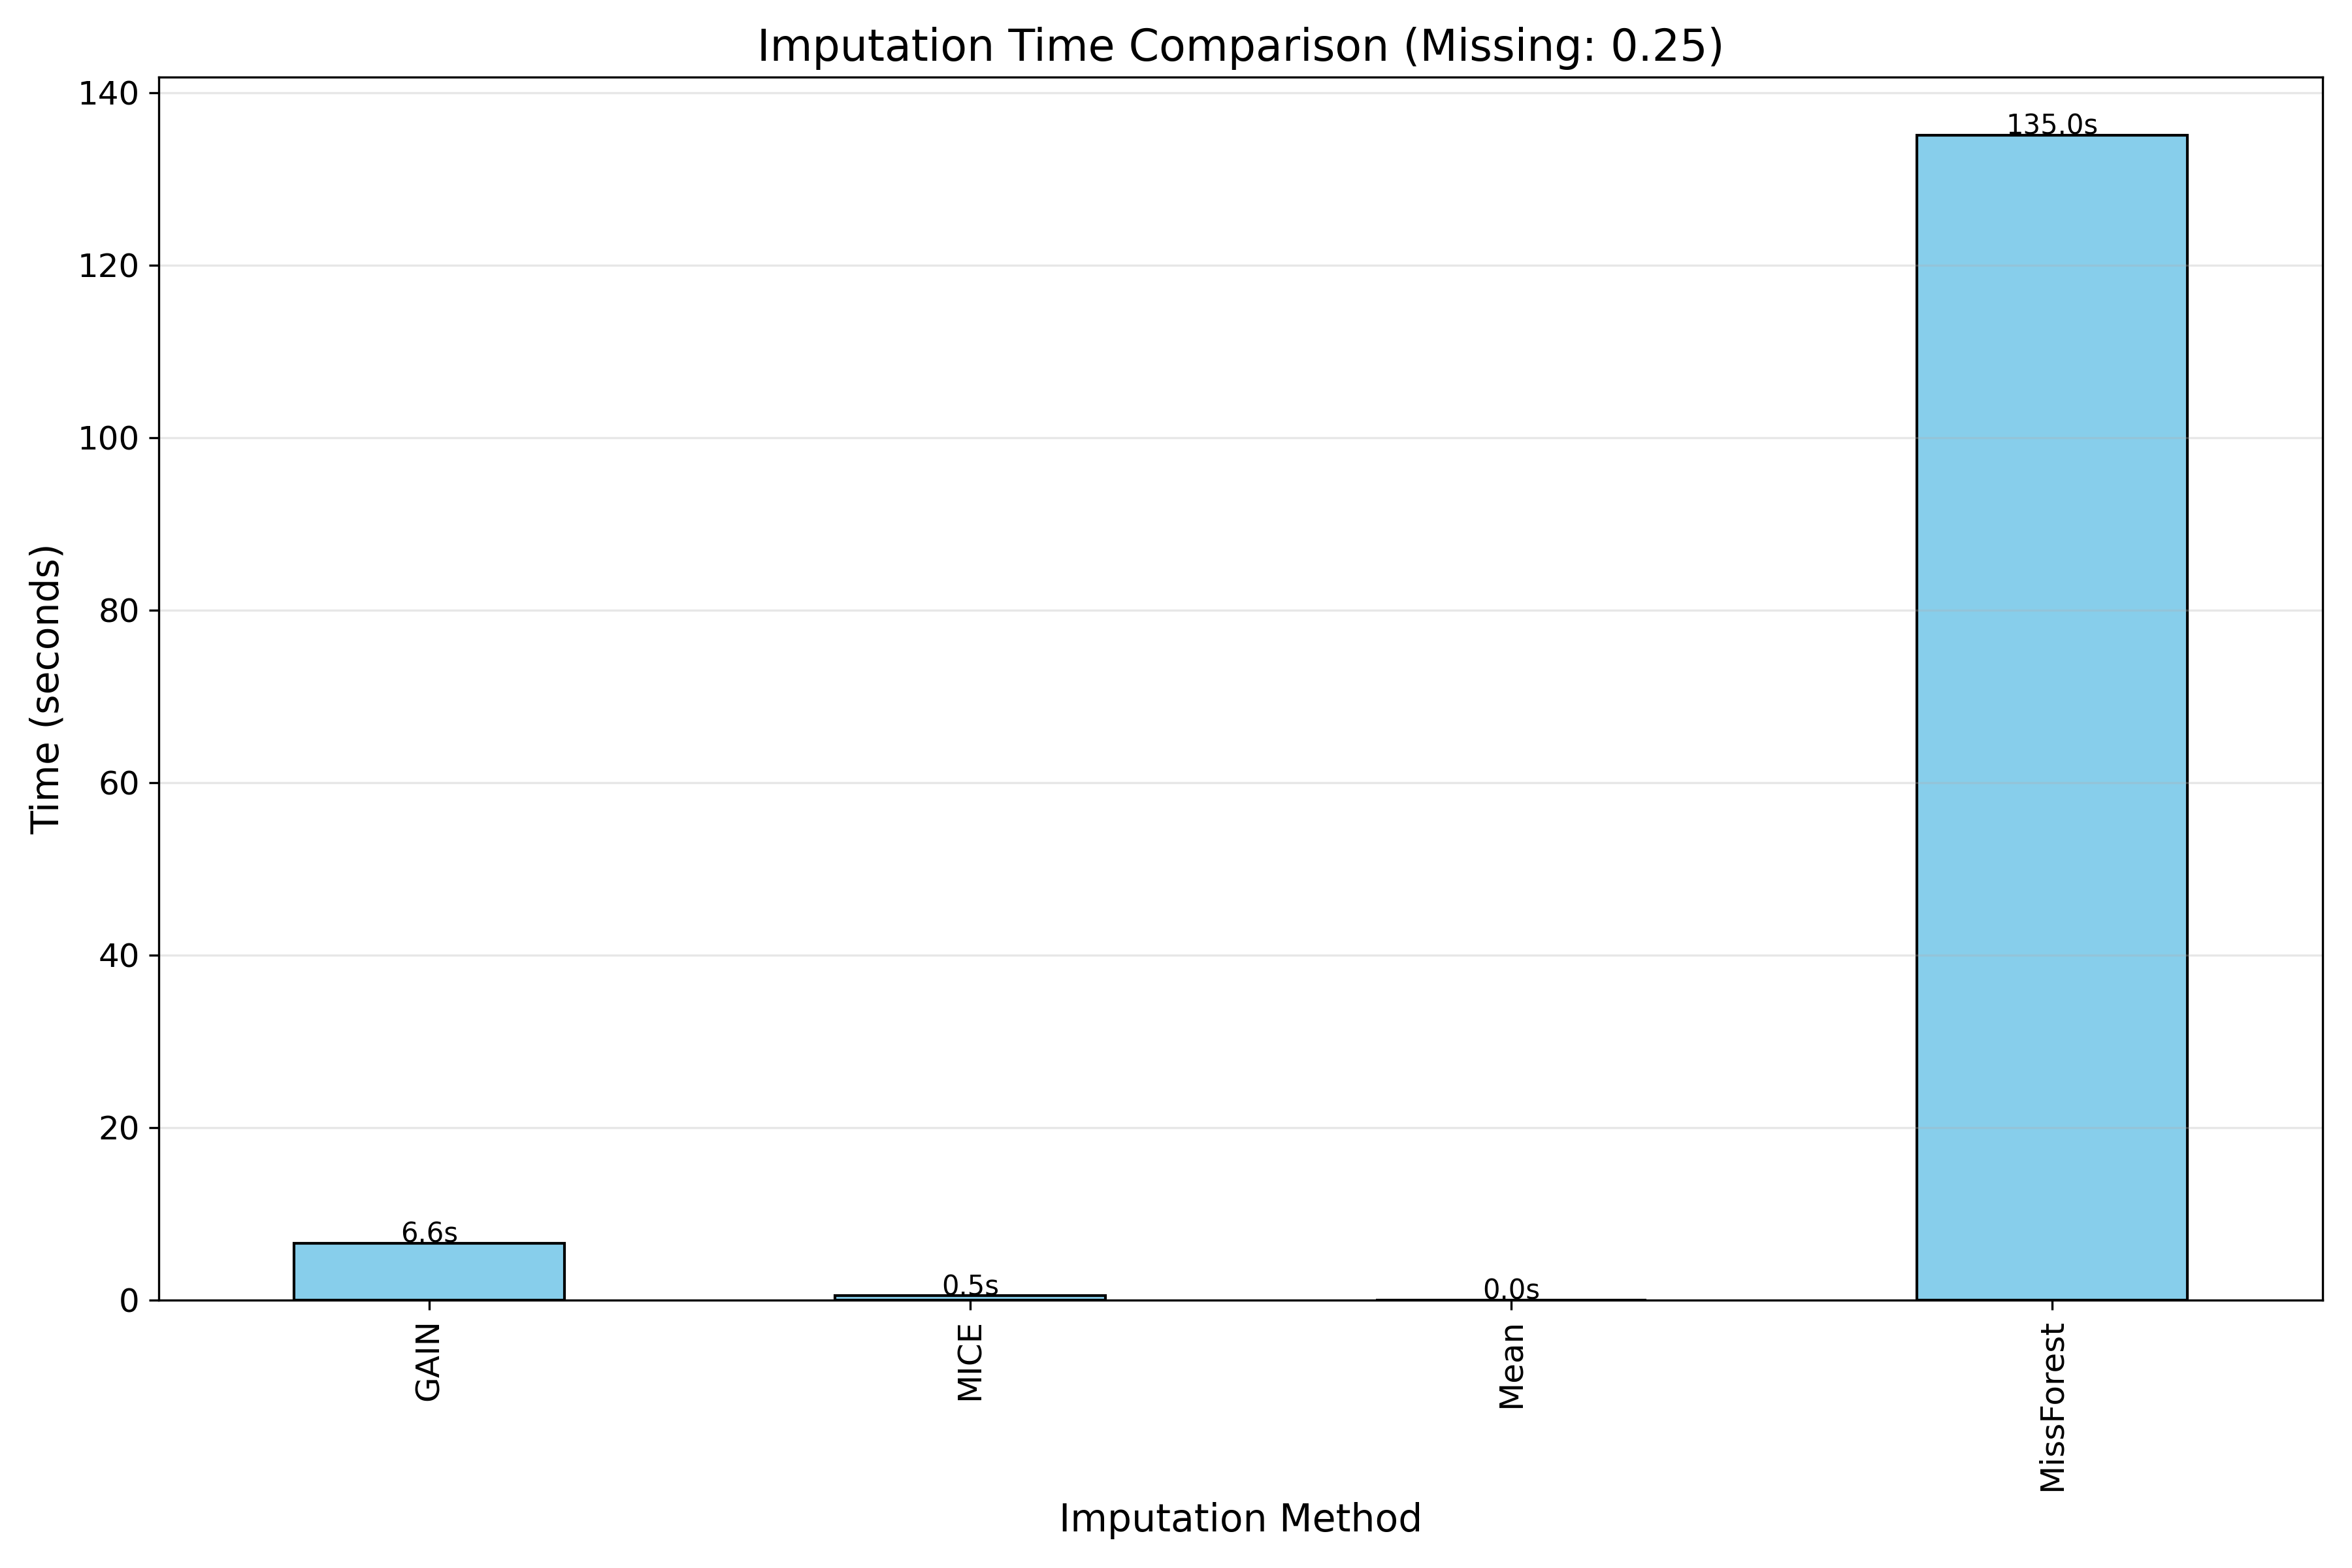 Imputation Time Comparison (Missing: 0.25)
140
120
100
80
60
40
20
0
Time (seconds)
6.6s
0.5s
0.0s
135.0s
GAIN
MICE
Mean
MissForest
Imputation Method